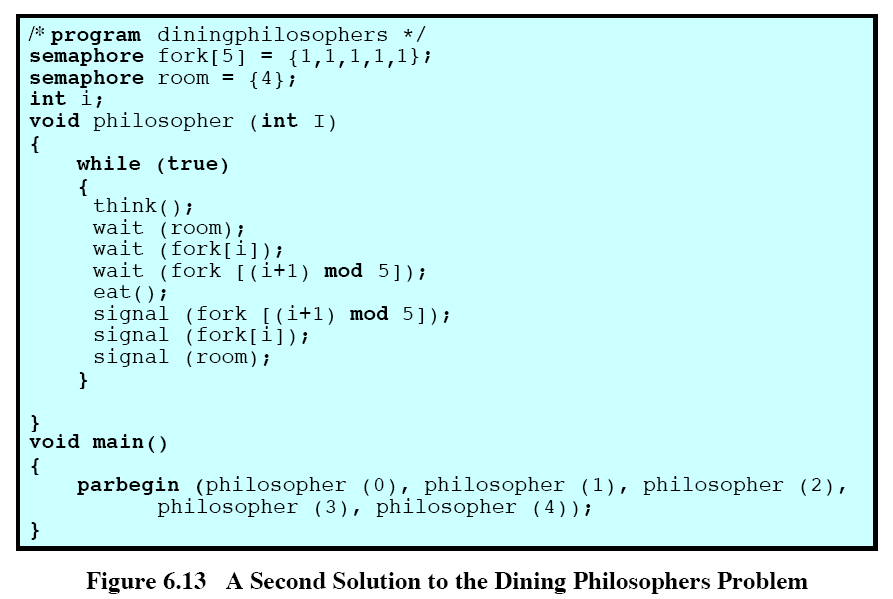 /* program diningphilosophers */
semaphore fork[5] = {1,1,1,1,1};
semaphore room = {4};
int i;
void philosopher (int I)
{
while (true)
{
think();
wait (room);
wait (fork[i]);
wait (fork [(i+1) mod 5]);
eat();
signal (fork [(i+1) mod 5]);
signal (fork[i]);
signal (room);
}
}
void main()
{
parbegin (philosopher (0), philosopher (1), philosopher (2),
philosopher (3), philosopher (4));
}
Figure 6.13 A Second Solution to the Dining Philosophers Problem